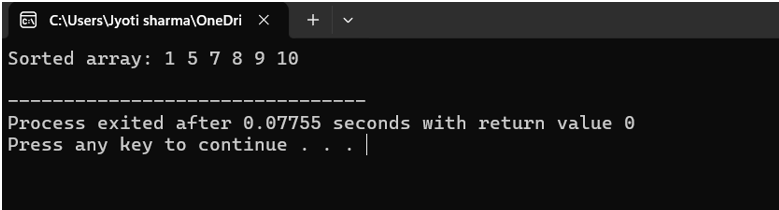 C:\Users\Jyoti sharma\OneDri
Sorted array: 1 5 7 8 9 10
--------------------------------
Process exited after 0.07755 seconds with return value 0
Press any key to continue . . .